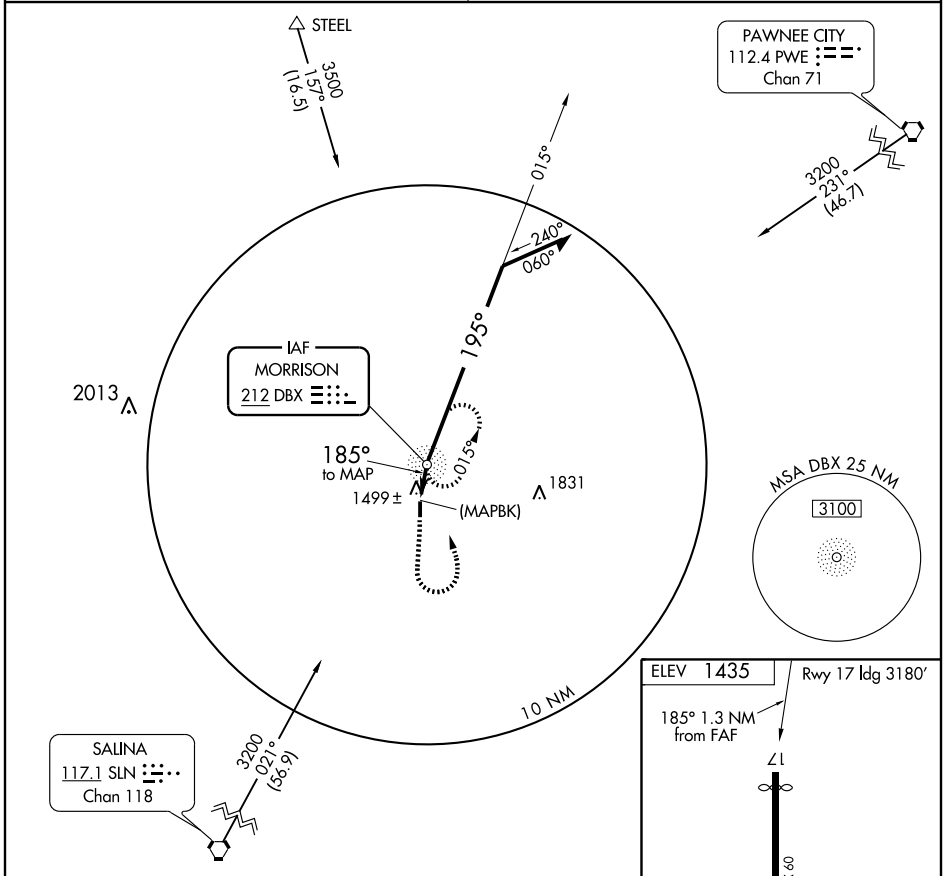 STEEL
3500
157°
(16.5)
PAWNEE CITY
112.4 PWE
Chan 71
3200
231°
(46.7)
015°
240°
060°
195°
IAF
MORRISON
212 DBX
2013
185°
to MAP
015°
1499 ±
(MAPBK)
1831
MSA DBX 25 NM
3100
10 NM
3200
021°
(56.9)
SALINA
117.1 SLN
Chan 118
ELEV 1435
Rwy 17 ldg 3180'
185° 1.3 NM
from FAF
17